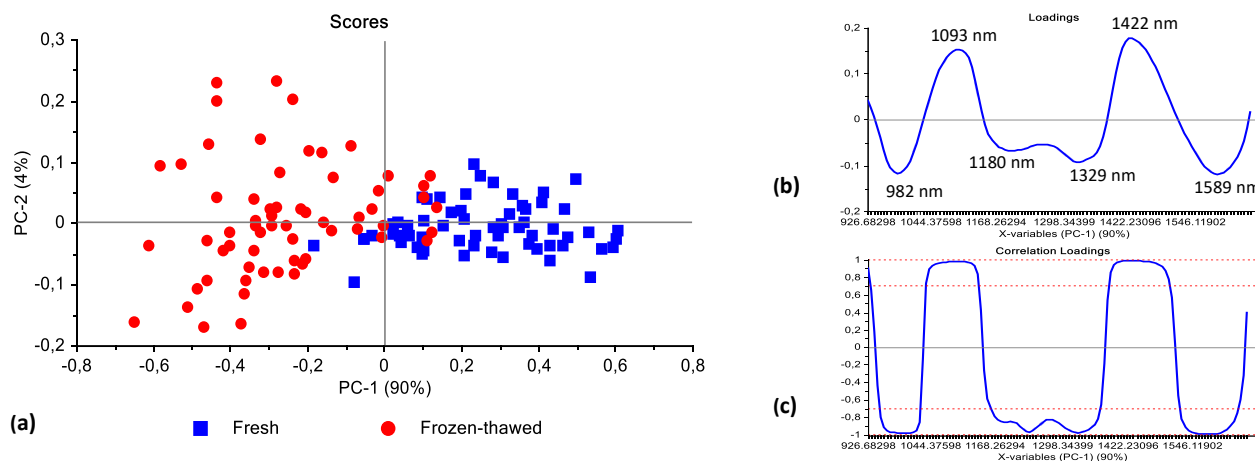 Scores
0,3
0,2
0,1
0
-0,1
-0,2
PC-2 (4%)
-0,8
-0,6
-0,4
-0,2
0
0,2
0,4
0,6
0,8
PC-1 (90%)
(a)
Fresh
Frozen-thawed
Loadings
0,2
0,1
0
-0,1
-0,2
1093 nm
1422 nm
982 nm
1180 nm
1329 nm
1589 nm
(b)
926.68298 1044.37598 1168.26294 1298.34399 1422.23096 1546.11902
X-variables (PC-1) (90%)
Correlation Loadings
1
0,8
0,6
0,4
0,2
0
-0,2
-0,4
-0,6
-0,8
-1
(c)
926.68298 1044.37598 1168.26294 1298.34399 1422.23096 1546.11902
X-variables (PC-1) (90%)